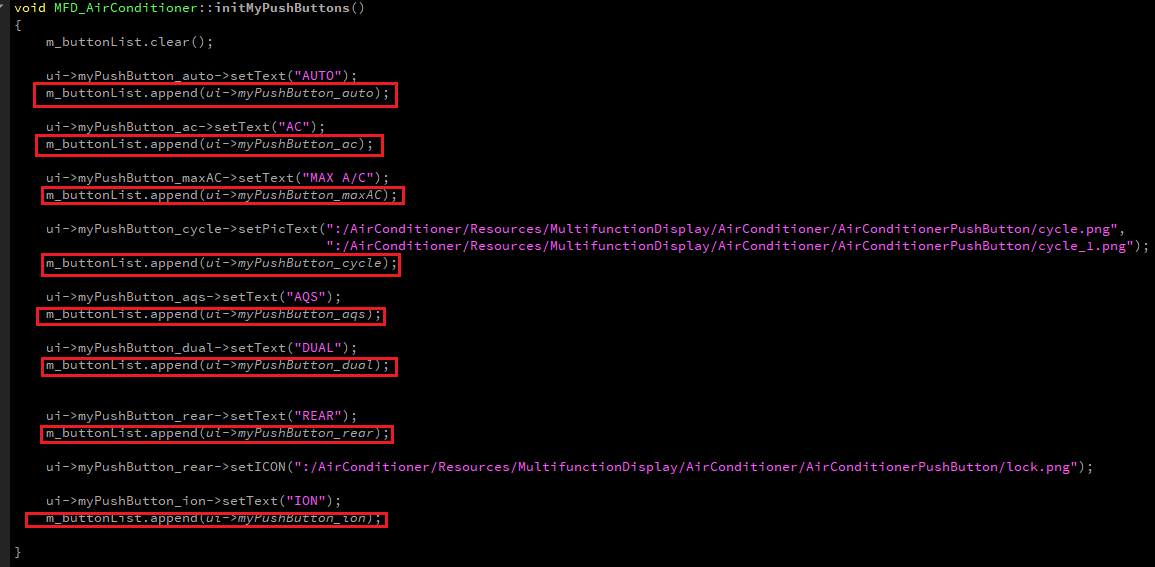 void MFD_AirConditioner::initMyPushButtons()
{
m_buttonList.clear();
ui->myPushButton_auto->setText("AUTO");
m_buttonList.append(ui->myPushButton_auto);
ui->myPushButton_ac->setText("AC");
m_buttonList.append(ui->myPushButton_ac);
ui->myPushButton_maxAC->setText("MAX A/C");
m_buttonList.append(ui->myPushButton_maxAC);
ui->myPushButton_cycle->setPicText(":/AirConditioner/Resources/MultifunctionDisplay/AirConditioner/AirConditionerPushButton/cycle.png",
":/AirConditioner/Resources/MultifunctionDisplay/AirConditioner/AirConditionerPushButton/cycle_1.png");
m_buttonList.append(ui->myPushButton_cycle);
ui->myPushButton_aqs->setText("AQS");
m_buttonList.append(ui->myPushButton_aqs);
ui->myPushButton_dual->setText("DUAL");
m_buttonList.append(ui->myPushButton_dual);
ui->myPushButton_rear->setText("REAR");
m_buttonList.append(ui->myPushButton_rear);
ui->myPushButton_rear->setICON(":/AirConditioner/Resources/MultifunctionDisplay/AirConditioner/AirConditionerPushButton/lock.png");
ui->myPushButton_ion->setText("ION");
m_buttonList.append(ui->myPushButton_ion);
}